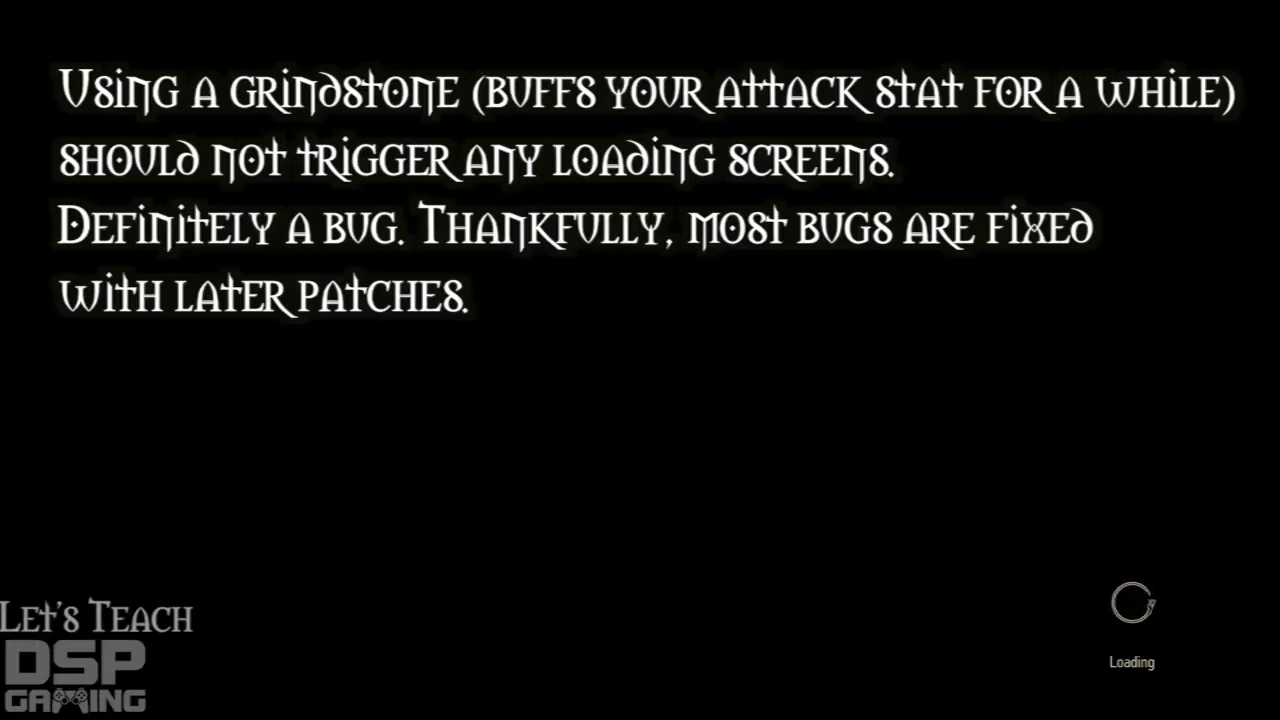 Using a grindstone (buffs your attack stat for a while)
should not trigger any loading screens.
Definitely a bug. Thankfully, most bugs are fixed
with later patches.
Let's Teach
DSP
GAMING
Loading